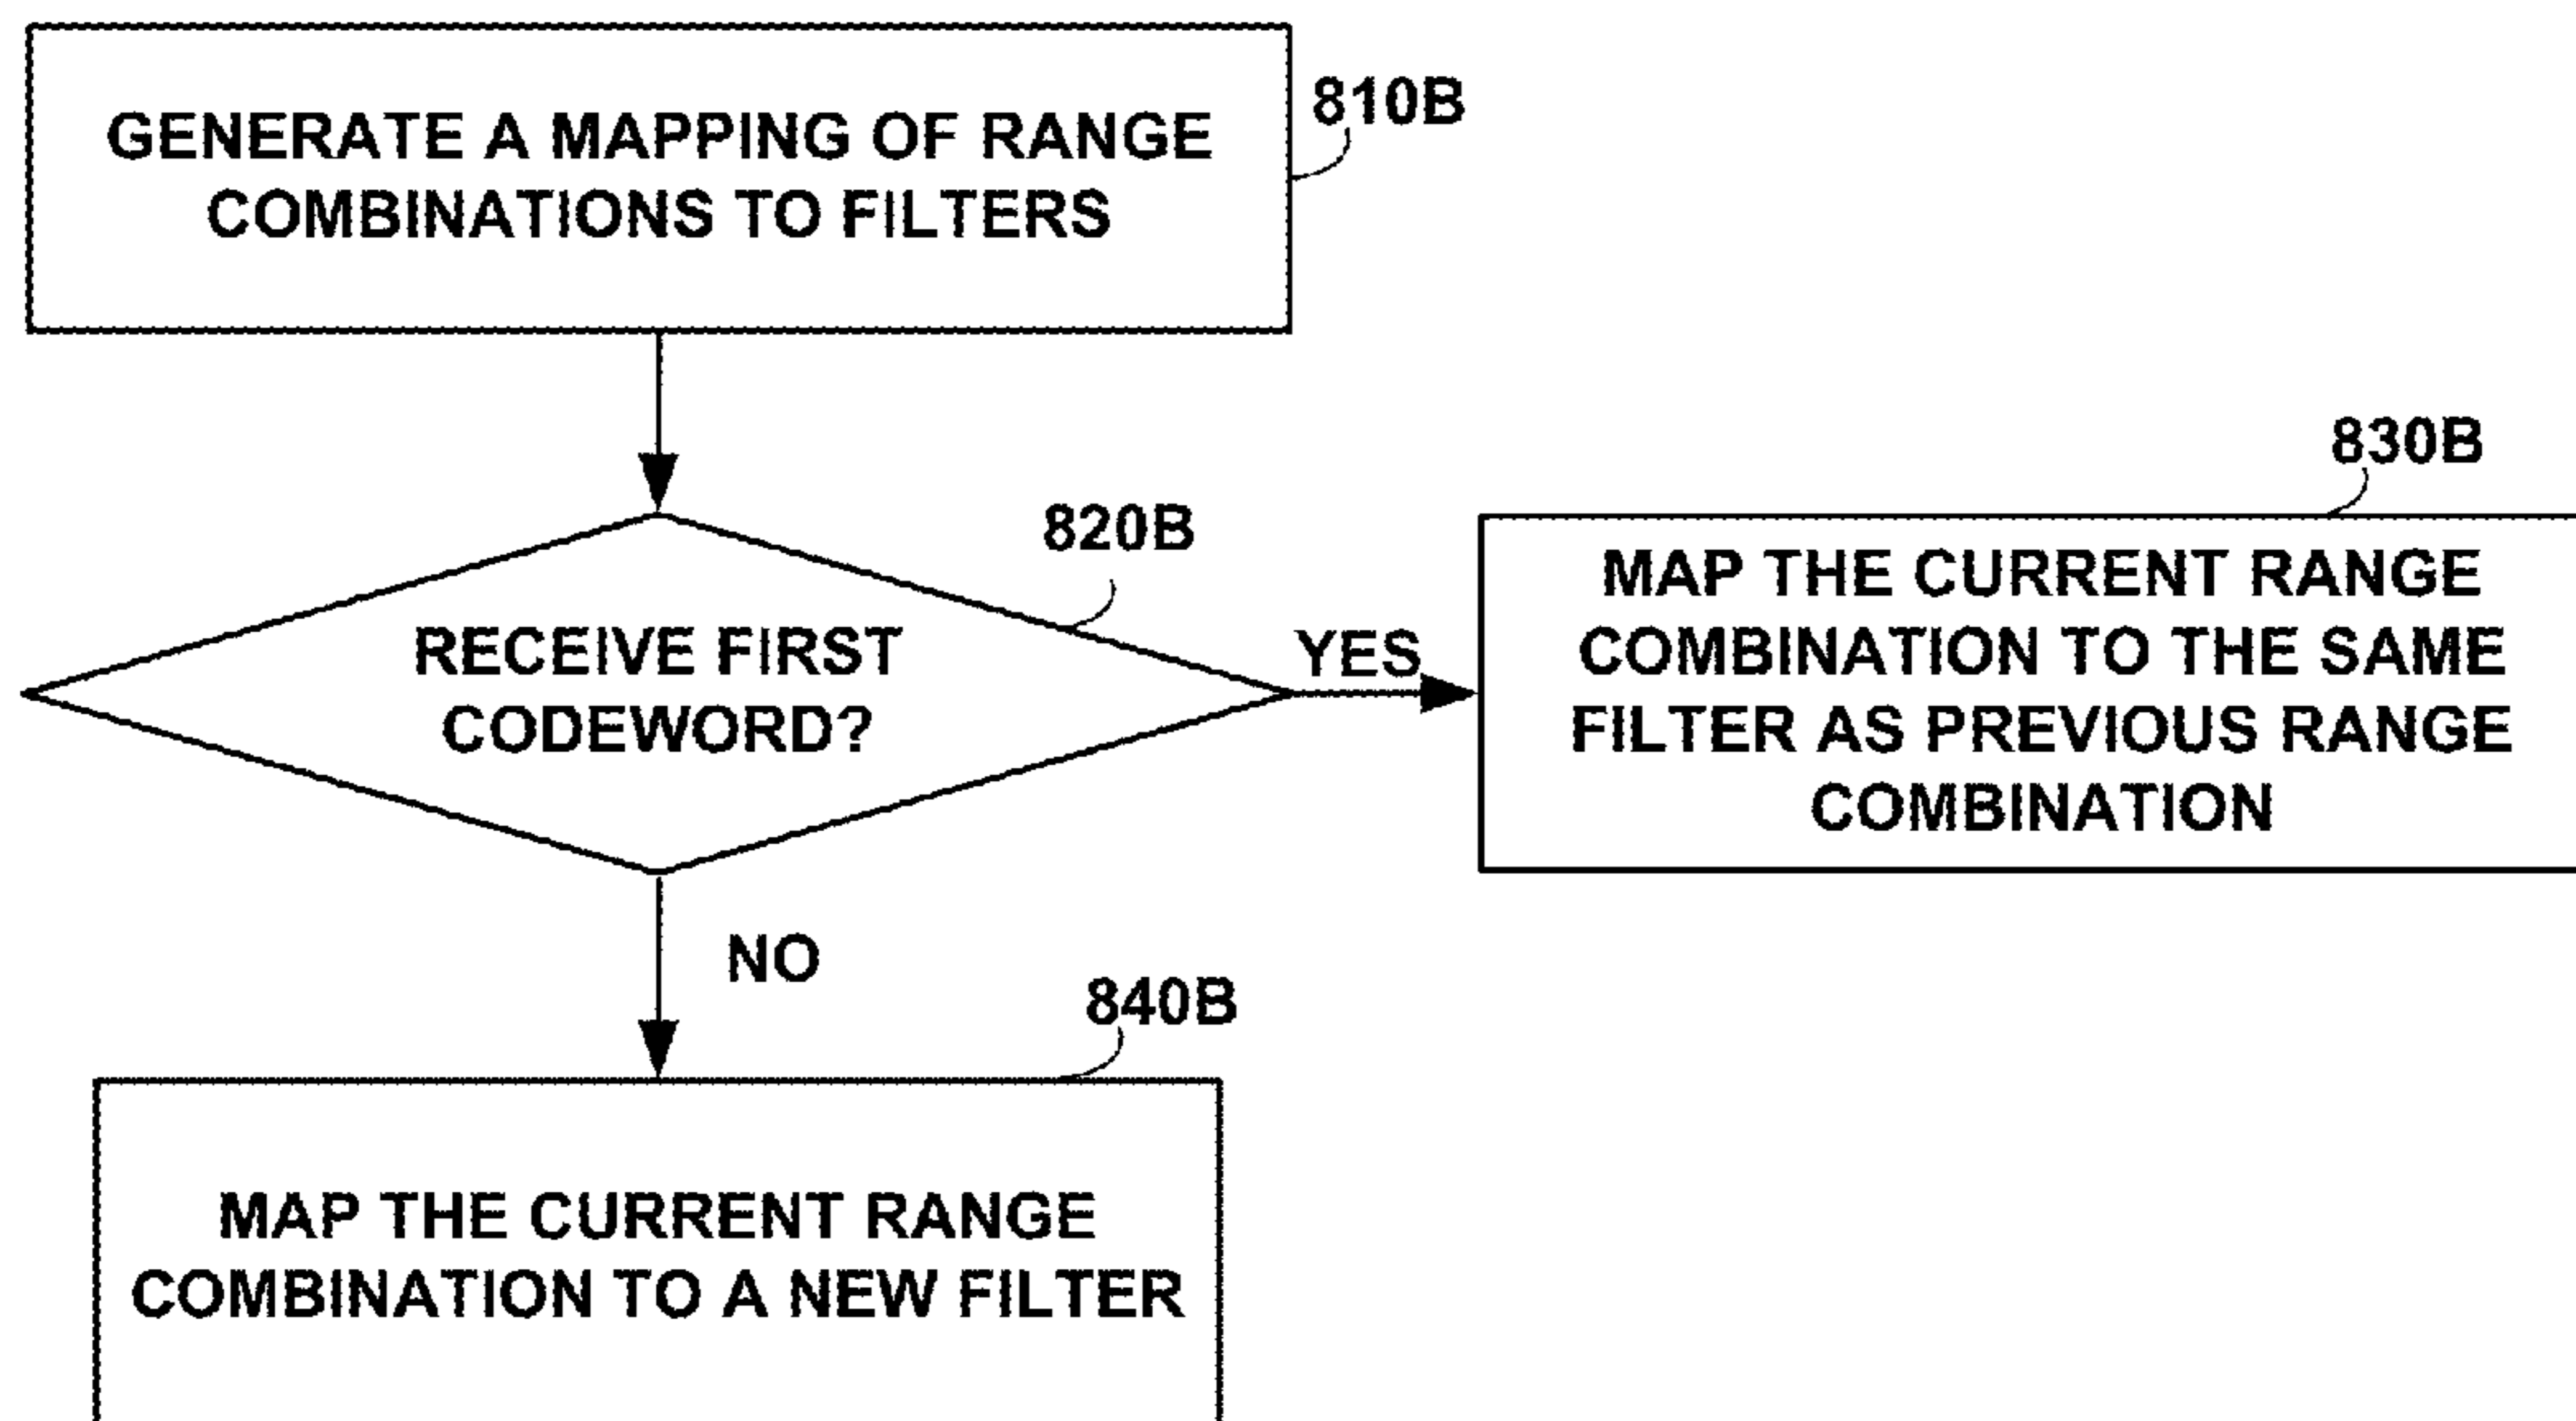 GENERATE A MAPPING OF RANGE
COMBINATIONS TO FILTERS
810B
820B
RECEIVE FIRST
CODEWORD?
YES
830B
MAP THE CURRENT RANGE
COMBINATION TO THE SAME
FILTER AS PREVIOUS RANGE
COMBINATION
NO
840B
MAP THE CURRENT RANGE
COMBINATION TO A NEW FILTER